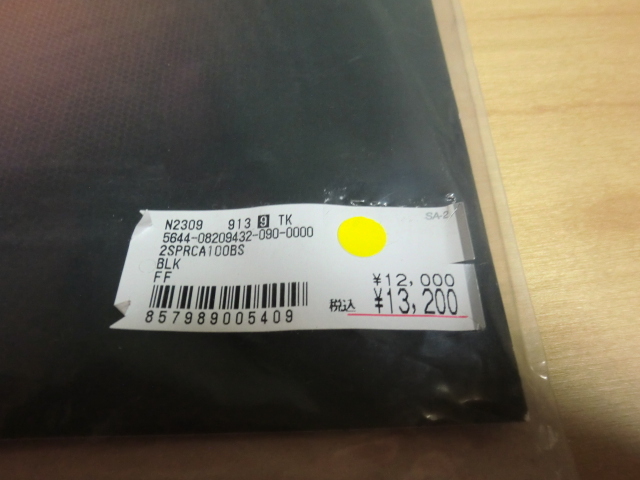 N2309 913 9 TK
SA-2
5644-08209432-090-0000
2SPRCA100BS
BLK
FF
¥12,000
税込 ¥13,200
857989005409